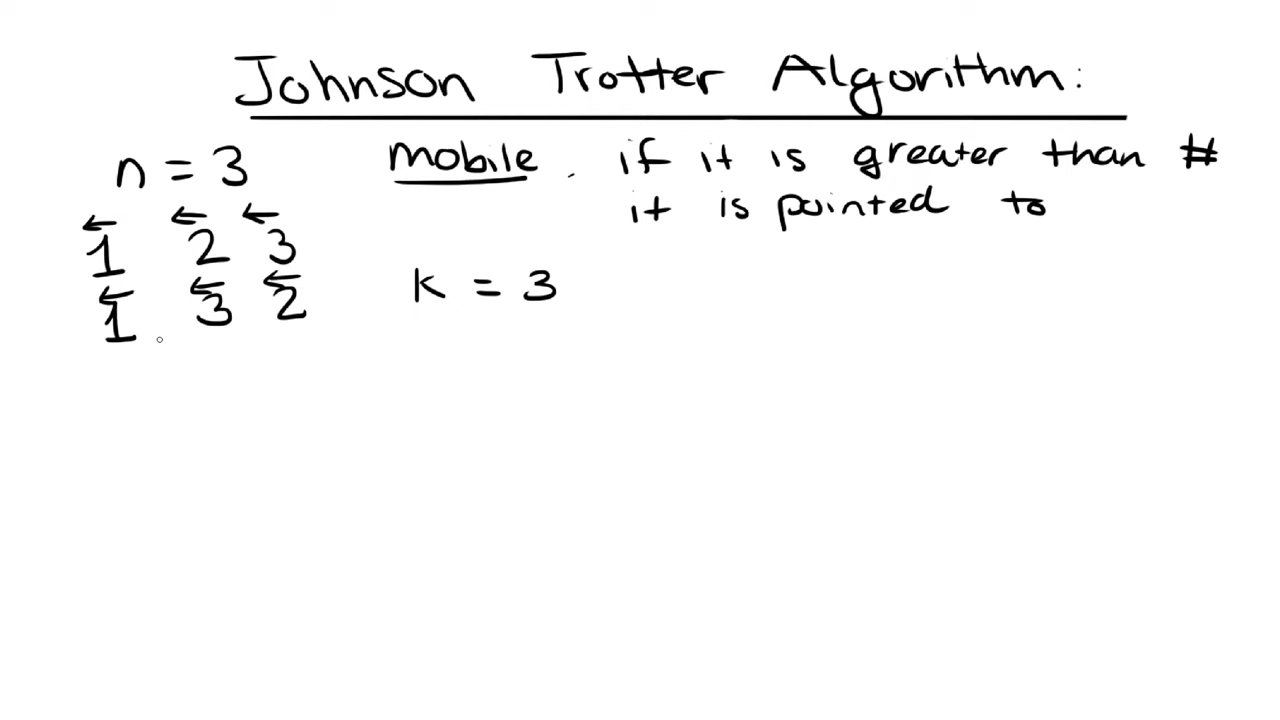 Johnson Trotter Algorithm:
n = 3 mobile. if it is greater than #
it is pointed to
← ← ←
1 2 3
← ← ←
1 3 2
k = 3